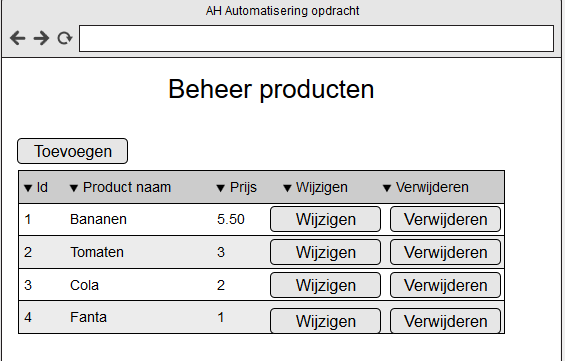 AH Automatisering opdracht
Beheer producten
Toevoegen
Id Product naam Prijs Wijzigen Verwijderen
1 Bananen 5.50 Wijzigen Verwijderen
2 Tomaten 3 Wijzigen Verwijderen
3 Cola 2 Wijzigen Verwijderen
4 Fanta 1 Wijzigen Verwijderen